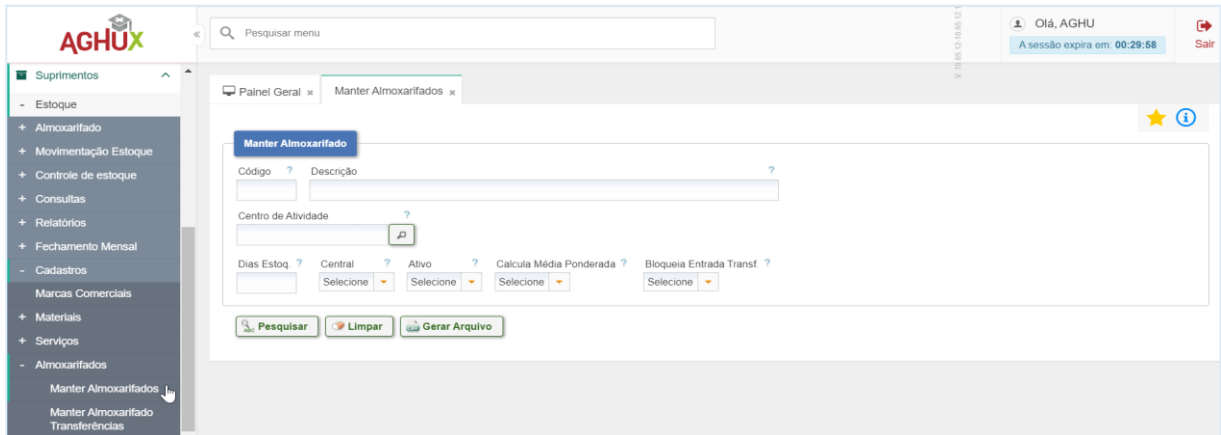 AGHUX
«
Pesquisar menu
Olá, AGHU
A sessão expira em: 00:29:58
Sair
Suprimentos
- Estoque
+ Almoxarifado
+ Movimentação Estoque
+ Controle de estoque
+ Consultas
+ Relatórios
+ Fechamento Mensal
- Cadastros
Marcas Comerciais
+ Materiais
+ Serviços
- Almoxarifados
Manter Almoxarifados
Manter Almoxarifado
Transferências
Painel Geral x Manter Almoxarifados x
Manter Almoxarifado
Código ? Descrição ?
Centro de Atividade ?
Dias Estoq. ? Central ? Ativo ? Calcula Média Ponderada ? Bloqueia Entrada Transf. ?
Selecione Selecione Selecione Selecione
Pesquisar Limpar Gerar Arquivo